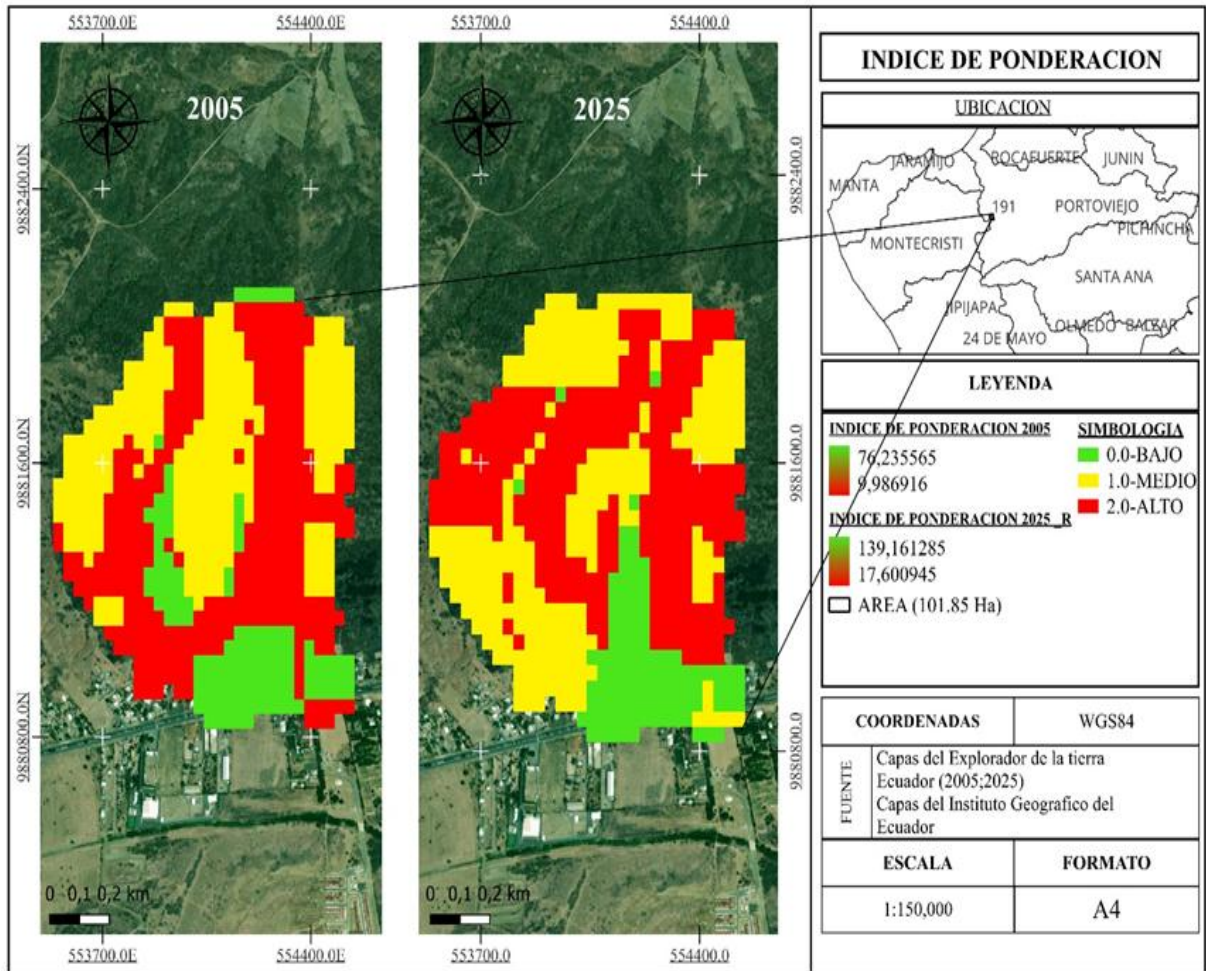 553700.0E
554400.0E
553700.0
554400.0
2005
2025
9882400.0N
9881600.0N
9880800.0N
9882400.0
9881600.0
9880800.0
0 0,1 0,2 km
0 0,1 0,2 km
553700.0E
554400.0E
553700.0
554400.0
INDICE DE PONDERACION
UBICACION
JARAMIJO
ROCAFUERTE
JUNIN
MANTA
191
PORTOVIEJO
PICHINCHA
MONTECRISTI
SANTA ANA
JIPIJAPA
OLMEDO
24 DE MAYO
LEYENDA
INDICE DE PONDERACION 2005
76,235565
9,986916
INDICE DE PONDERACION 2025_R
139,161285
17,600945
AREA (101.85 Ha)
SIMBOLOGIA
0.0-BAJO
1.0-MEDIO
2.0-ALTO
COORDENADAS
WGS84
FUENTE
Capas del Explorador de la tierra
Ecuador (2005;2025)
Capas del Instituto Geografico del
Ecuador
ESCALA
FORMATO
1:150,000
A4